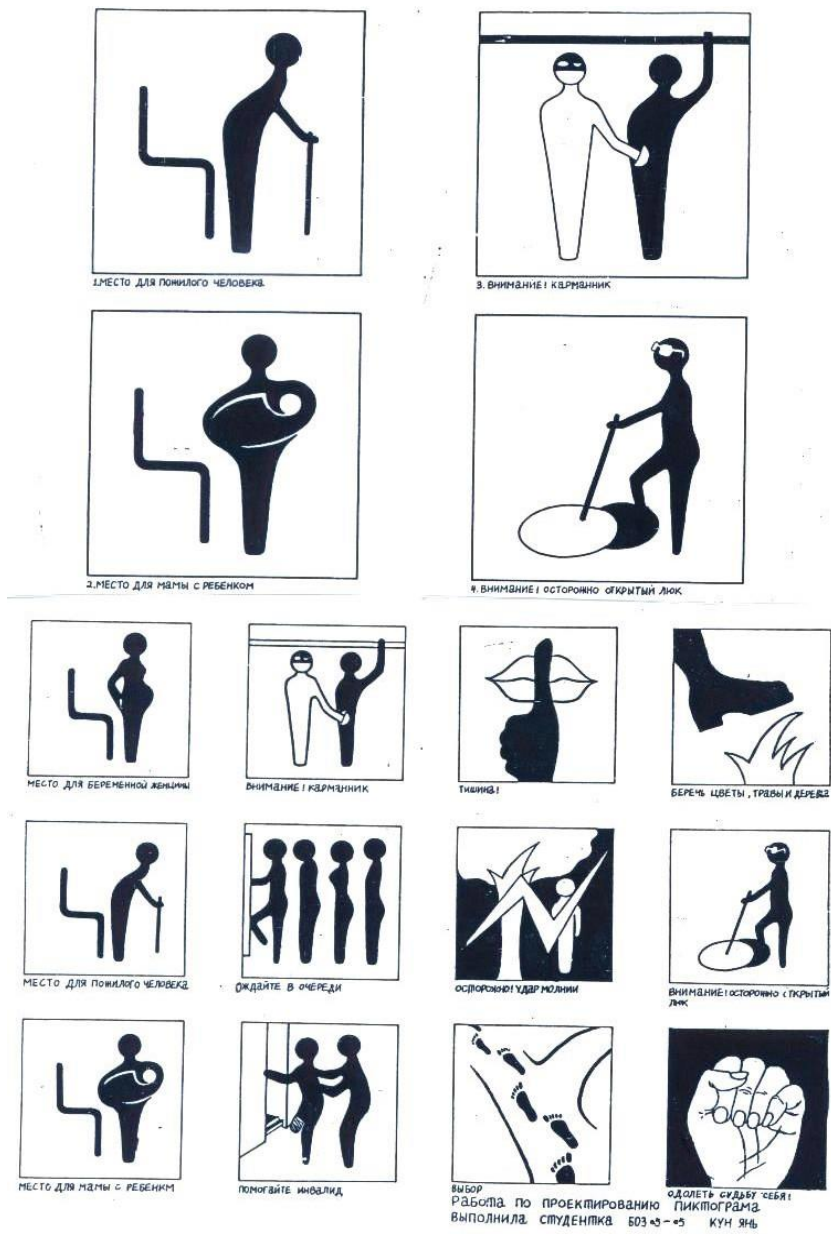 1.МЕСТО ДЛЯ ПОЖИЛОГО ЧЕЛОВЕКА
3. ВНИМАНИЕ! КАРМАННИК
2.МЕСТО ДЛЯ МАМЫ С РЕБЕНКОМ
4. ВНИМАНИЕ! ОСТОРОЖНО ОТКРЫТЫЙ ЛЮК
МЕСТО ДЛЯ БЕРЕМЕННОЙ ЖЕНЩИНЫ
ВНИМАНИЕ! КАРМАННИК
ТИШИНА!
БЕРЕЧЬ ЦВЕТЫ, ТРАВЫ И ДЕРЕВА
МЕСТО ДЛЯ ПОЖИЛОГО ЧЕЛОВЕКА
ОЖДАЙТЕ В ОЧЕРЕДИ
ОСТОРОЖНО! УДАР МОЛНИИ
ВНИМАНИЕ! ОСТОРОЖНО ОТКРЫТЫЙ
ЛЮК
МЕСТО ДЛЯ МАМЫ С РЕБЕНКМ
ПОМОГАЙТЕ ИНВАЛИД
ВЫБОР
ОДОЛЕТЬ СУДЬБУ СЕБЯ!
РАБОТА ПО ПРОЕКТИРОВАНИЮ ПИКТОГРАМА
ВЫПОЛНИЛА СТУДЕНТКА БОЗ 05-05 КУН ЯНЬ